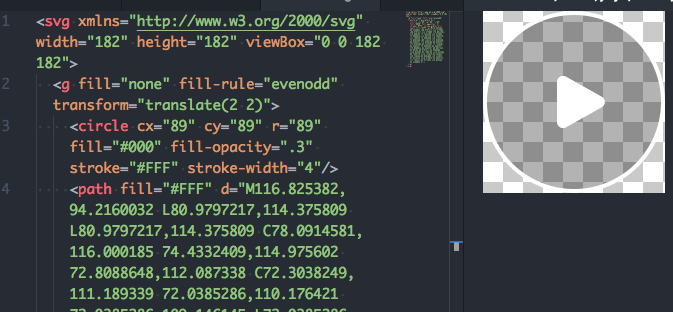 1 <svg xmlns="http://www.w3.org/2000/svg"
width="182" height="182" viewBox="0 0 182
182">
2 <g fill="none" fill-rule="evenodd"
transform="translate(2 2)">
3 <circle cx="89" cy="89" r="89"
fill="#000" fill-opacity=".3"
stroke="#FFF" stroke-width="4"/>
4 <path fill="#FFF" d="M116.825382,
94.2160032 L80.9797217,114.375809
L80.9797217,114.375809 C78.0914581,
116.000185 74.4332409,114.975602
72.8088648,112.087338 C72.3038249,
111.189339 72.0385286,110.176421